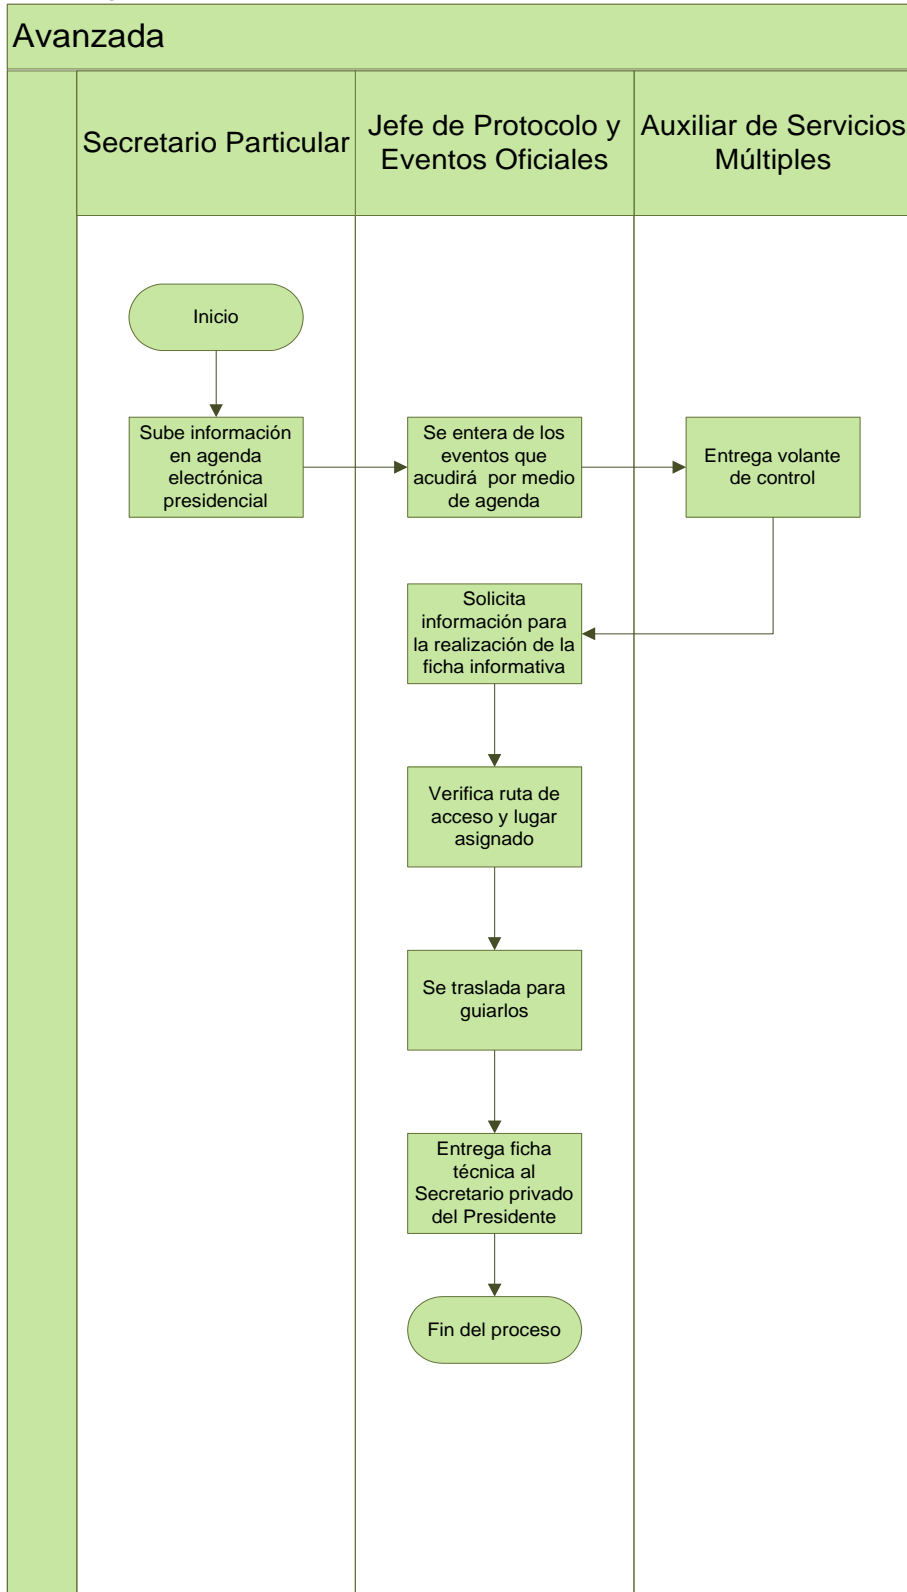 Avanzada
Secretario Particular
Jefe de Protocolo y
Eventos Oficiales
Auxiliar de Servicios
Múltiples
Inicio
Sube información
en agenda
electrónica
presidencial
Se entera de los
eventos que
acudirá  por medio
de agenda
Entrega volante
de control
Solicita
información para
la realización de la
ficha informativa
Verifica ruta de
acceso y lugar
asignado
Se traslada para
guiarlos
Entrega ficha
técnica al
Secretario privado
del Presidente
Fin del proceso